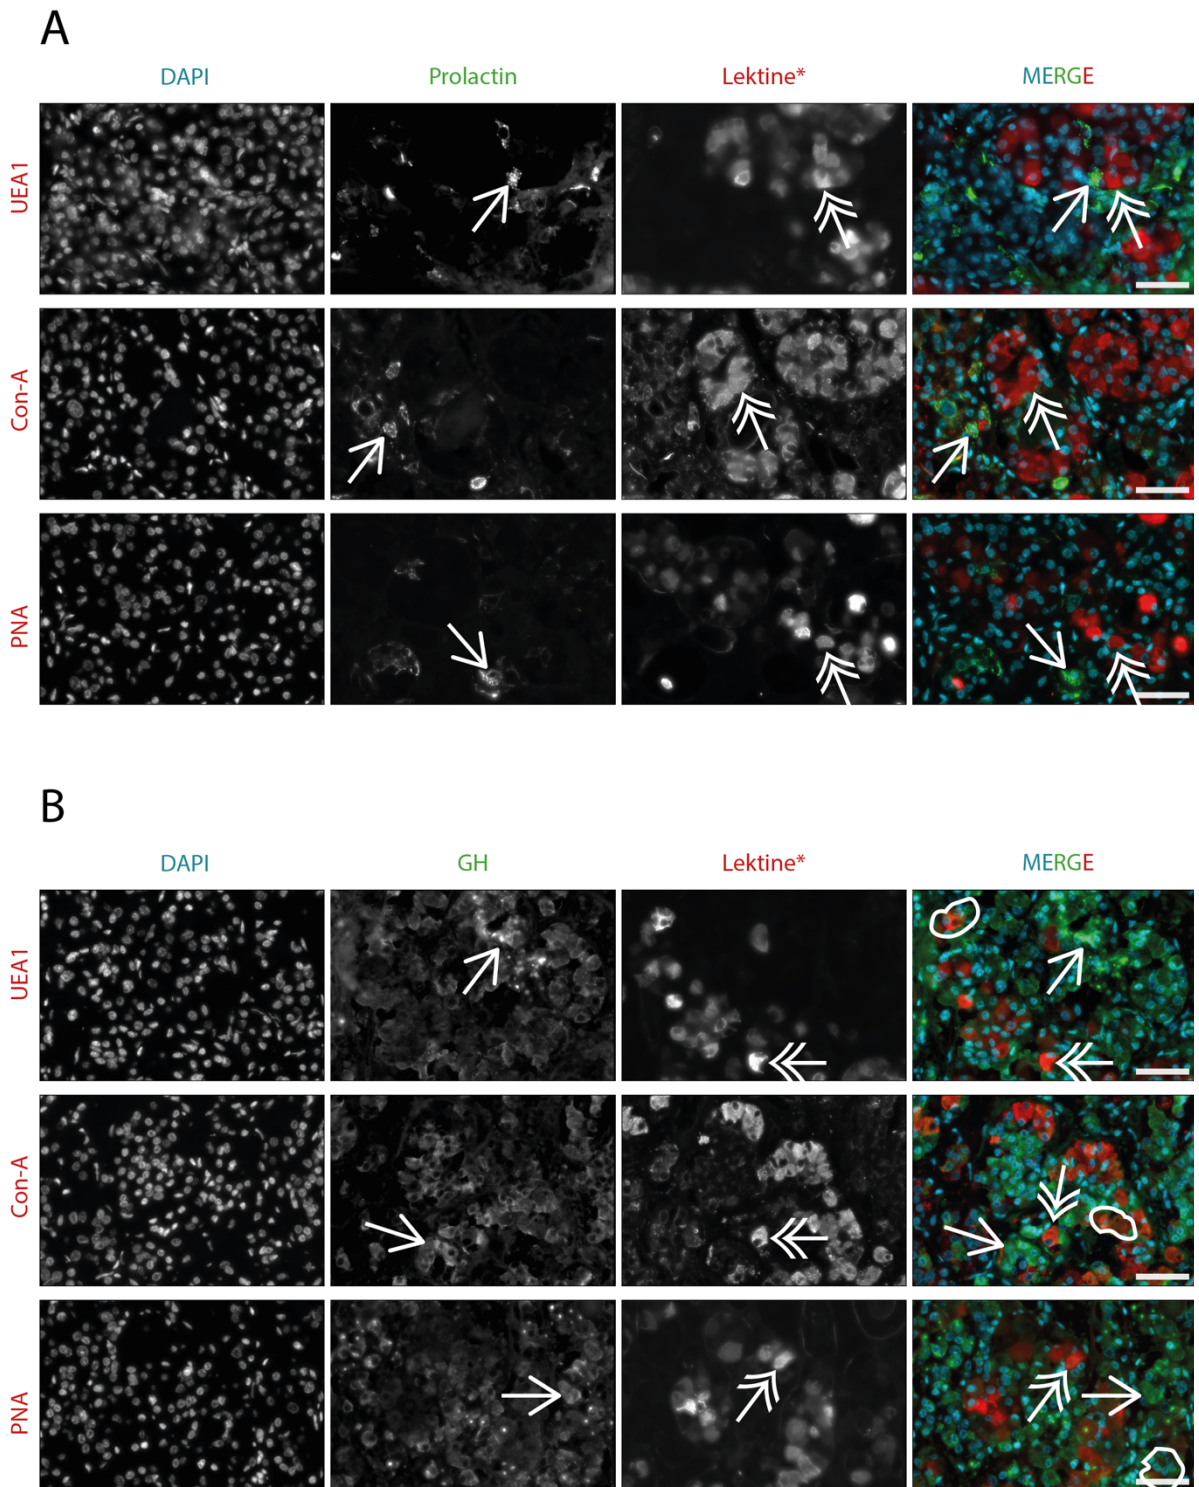 A
DAPI Prolactin Lektine* MERGE
UEA1
Con-A
PNA
B
DAPI GH Lektine* MERGE
UEA1
Con-A
PNA